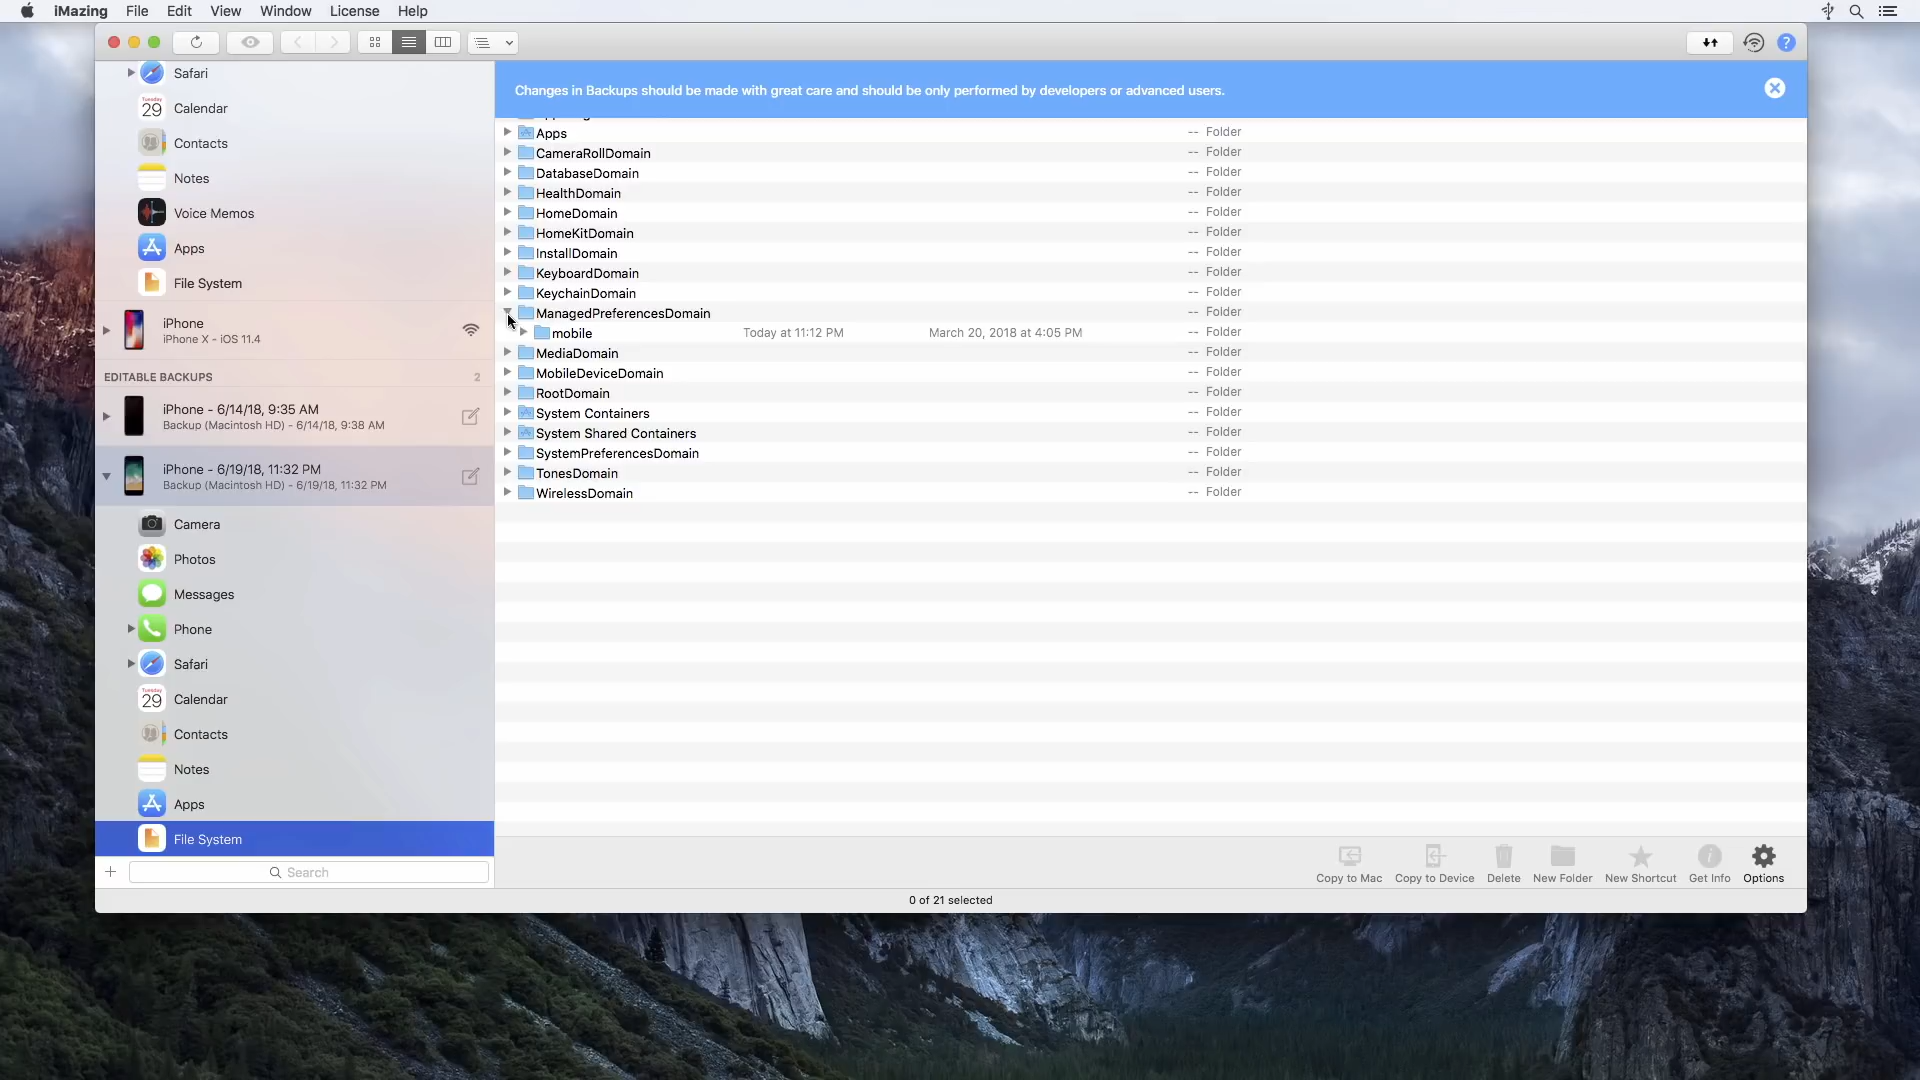 iMazing File Edit View Window License Help
?
Safari
Tuesday
29
Calendar
Contacts
Notes
Voice Memos
Apps
File System
iPhone
iPhone X - iOS 11.4
EDITABLE BACKUPS 2
iPhone - 6/14/18, 9:35 AM
Backup (Macintosh HD) - 6/14/18, 9:38 AM
iPhone - 6/19/18, 11:32 PM
Backup (Macintosh HD) - 6/19/18, 11:32 PM
Camera
Photos
Messages
Phone
Safari
Tuesday
29
Calendar
Contacts
Notes
Apps
File System
Search
Changes in Backups should be made with great care and should be only performed by developers or advanced users.
Apps -- Folder
CameraRollDomain -- Folder
DatabaseDomain -- Folder
HealthDomain -- Folder
HomeDomain -- Folder
HomeKitDomain -- Folder
InstallDomain -- Folder
KeyboardDomain -- Folder
KeychainDomain -- Folder
ManagedPreferencesDomain -- Folder
mobile Today at 11:12 PM March 20, 2018 at 4:05 PM -- Folder
MediaDomain -- Folder
MobileDeviceDomain -- Folder
RootDomain -- Folder
System Containers -- Folder
System Shared Containers -- Folder
SystemPreferencesDomain -- Folder
TonesDomain -- Folder
WirelessDomain -- Folder
Copy to Mac Copy to Device Delete New Folder New Shortcut Get Info Options
0 of 21 selected